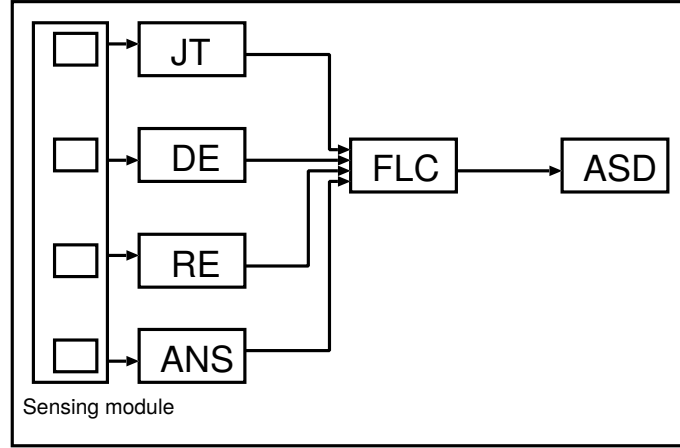 JT
DE
FLC
ASD
RE
ANS
Sensing module